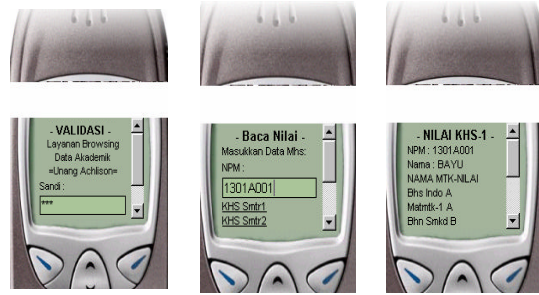 - VALIDASI -
Layanan Browsing
Data Akademik
=Unang Achlison=
Sandi :
***
- Baca Nilai -
Masukkan Data Mhs:
NPM :
1301A001
KHS Smtr1
KHS Smtr2
- NILAI KHS-1 -
NPM : 1301A001
Nama : BAYU
NAMA MTK-NILAI
Bhs Indo A
Matmtk-1 A
Bhn Smkd B